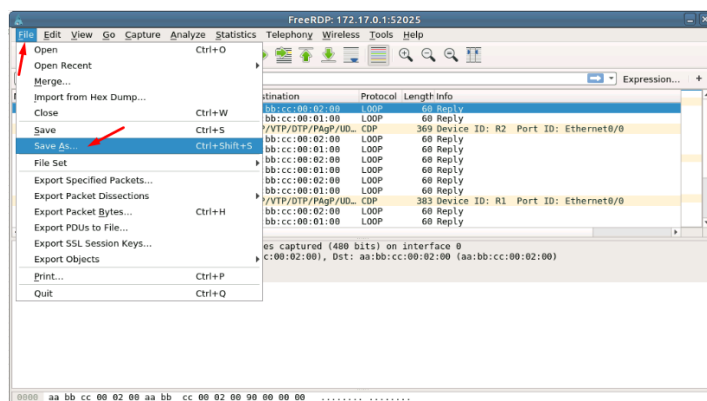 FreeRDP: 172.17.0.1:52025
File Edit View Go Capture Analyze Statistics Telephony Wireless Tools Help
Open Ctrl+O
Open Recent
Merge... Expression... +
Import from Hex Dump... stination Protocol Length Info
Close Ctrl+W bb:cc:00:02:00 LOOP 60 Reply
bb:cc:00:01:00 LOOP 60 Reply
Save Ctrl+S /VTP/DTP/PAgP/UD… CDP 369 Device ID: R2 Port ID: Ethernet0/0
bb:cc:00:02:00 LOOP 60 Reply
Save As... Ctrl+Shift+S bb:cc:00:01:00 LOOP 60 Reply
File Set bb:cc:00:02:00 LOOP 60 Reply
bb:cc:00:01:00 LOOP 60 Reply
Export Specified Packets... bb:cc:00:02:00 LOOP 60 Reply
Export Packet Dissections bb:cc:00:01:00 LOOP 60 Reply
/VTP/DTP/PAgP/UD… CDP 383 Device ID: R1 Port ID: Ethernet0/0
Export Packet Bytes... Ctrl+H bb:cc:00:02:00 LOOP 60 Reply
Export PDUs to File... bb:cc:00:01:00 LOOP 60 Reply
Export SSL Session Keys... es captured (480 bits) on interface 0
Export Objects c:00:02:00), Dst: aa:bb:cc:00:02:00 (aa:bb:cc:00:02:00)
Print... Ctrl+P
Quit Ctrl+Q
0000 aa bb cc 00 02 00 aa bb cc 00 02 00 90 00 00 00 ........ ........